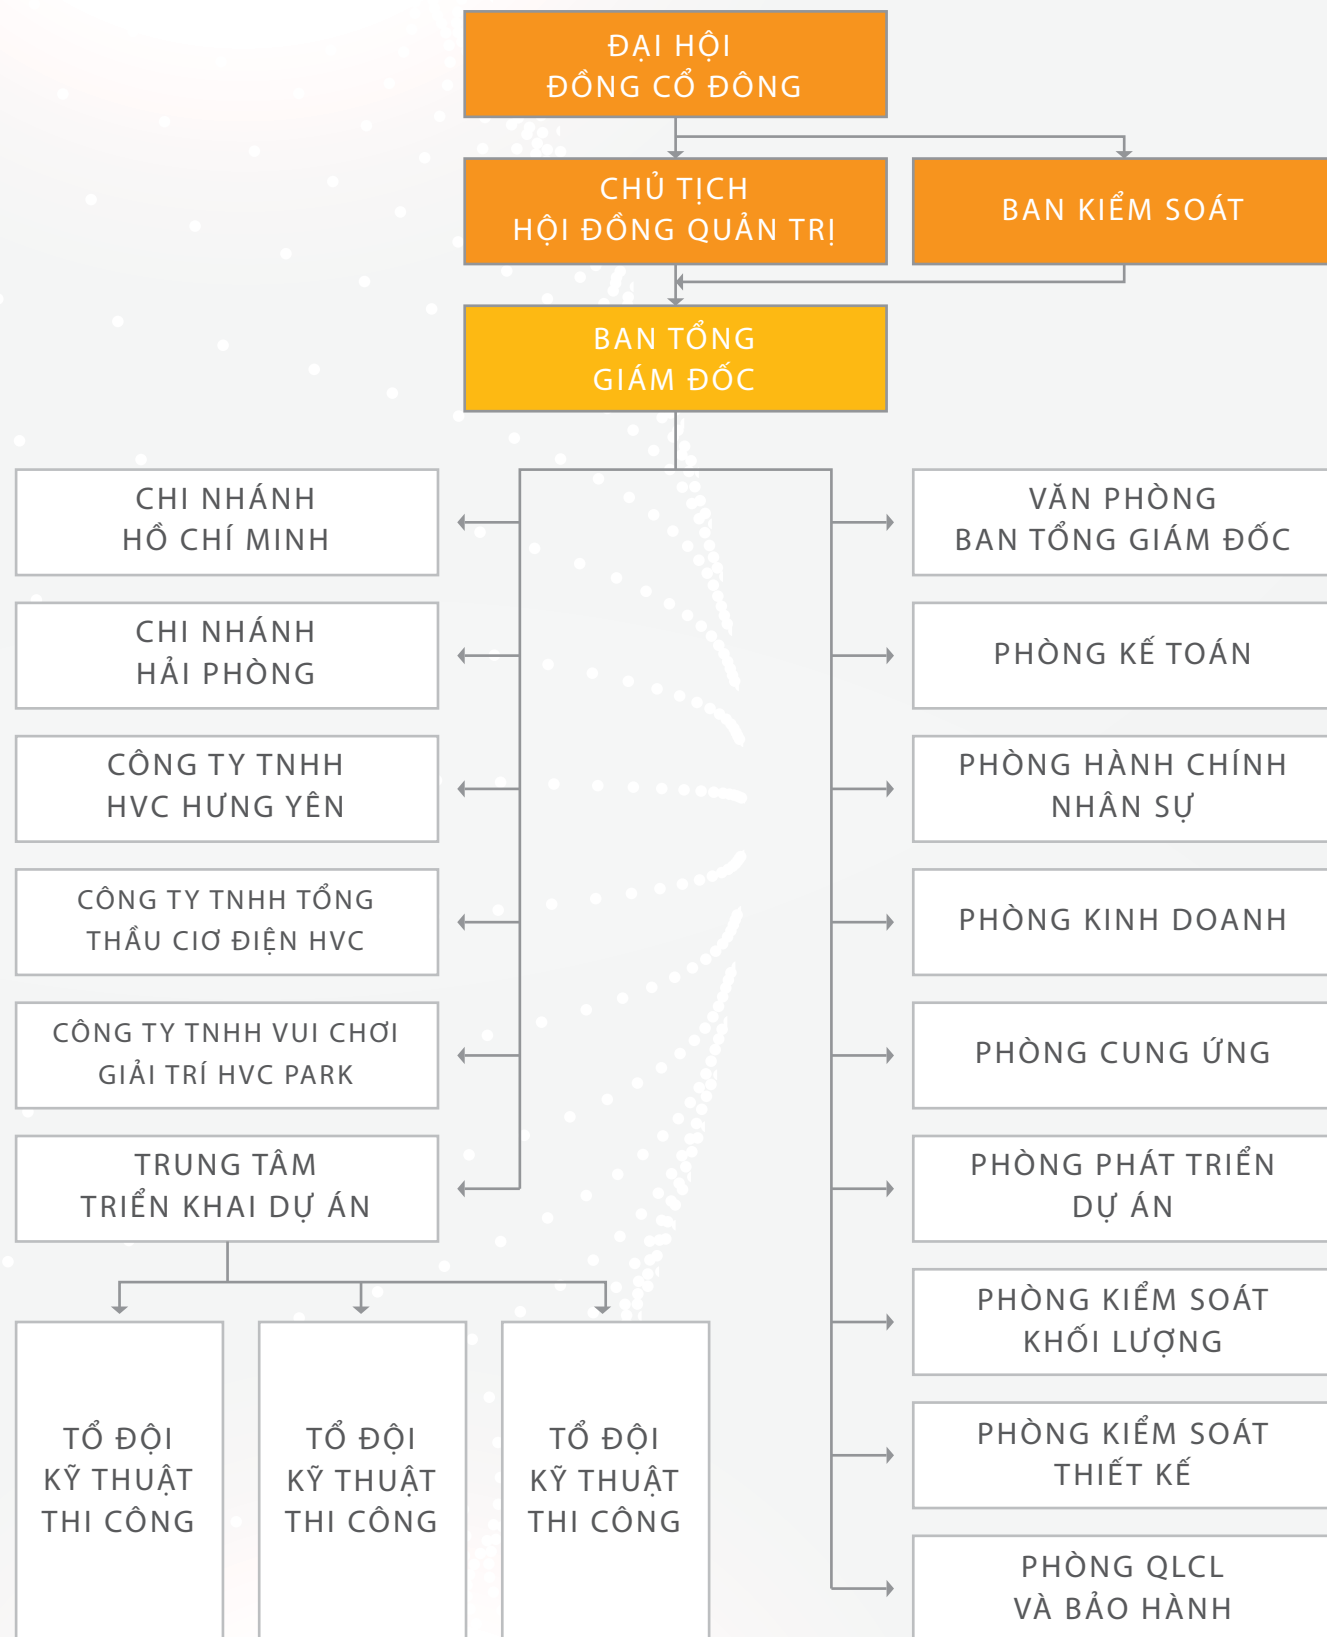 ĐẠI HỘI
ĐỒNG CỔ ĐÔNG
CHỦ TỊCH
HỘI ĐỒNG QUẢN TRỊ
BAN KIỂM SOÁT
BAN TỔNG
GIÁM ĐỐC
CHI NHÁNH
HỒ CHÍ MINH
CHI NHÁNH
HẢI PHÒNG
CÔNG TY TNHH
HVC HƯNG YÊN
CÔNG TY TNHH TỔNG
THẦU CIƠ ĐIỆN HVC
CÔNG TY TNHH VUI CHƠI
GIẢI TRÍ HVC PARK
TRUNG TÂM
TRIỂN KHAI DỰ ÁN
TỔ ĐỘI
KỸ THUẬT
THI CÔNG
TỔ ĐỘI
KỸ THUẬT
THI CÔNG
TỔ ĐỘI
KỸ THUẬT
THI CÔNG
VĂN PHÒNG
BAN TỔNG GIÁM ĐỐC
PHÒNG KẾ TOÁN
PHÒNG HÀNH CHÍNH
NHÂN SỰ
PHÒNG KINH DOANH
PHÒNG CUNG ỨNG
PHÒNG PHÁT TRIỂN
DỰ ÁN
PHÒNG KIỂM SOÁT
KHỐI LƯỢNG
PHÒNG KIỂM SOÁT
THIẾT KẾ
PHÒNG QLCL
VÀ BẢO HÀNH